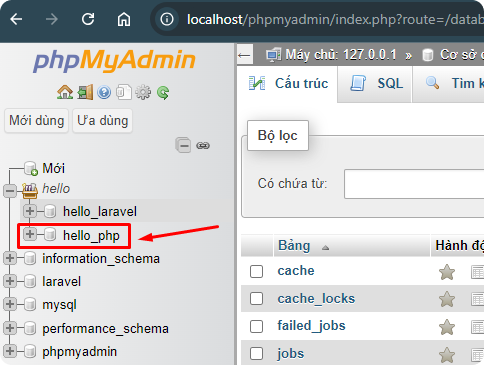 localhost/phpmyadmin/index.php?route=/datab
phpMyAdmin
Mới dùng
Ưa dùng
Mới
hello
hello_laravel
hello_php
information_schema
laravel
mysql
performance_schema
phpmyadmin
Máy chủ: 127.0.0.1 » Cơ sở d
Cấu trúc
SQL
Tìm k
Bộ lọc
Có chứa từ:
Bảng
Hành độ
cache
cache_locks
failed_jobs
jobs